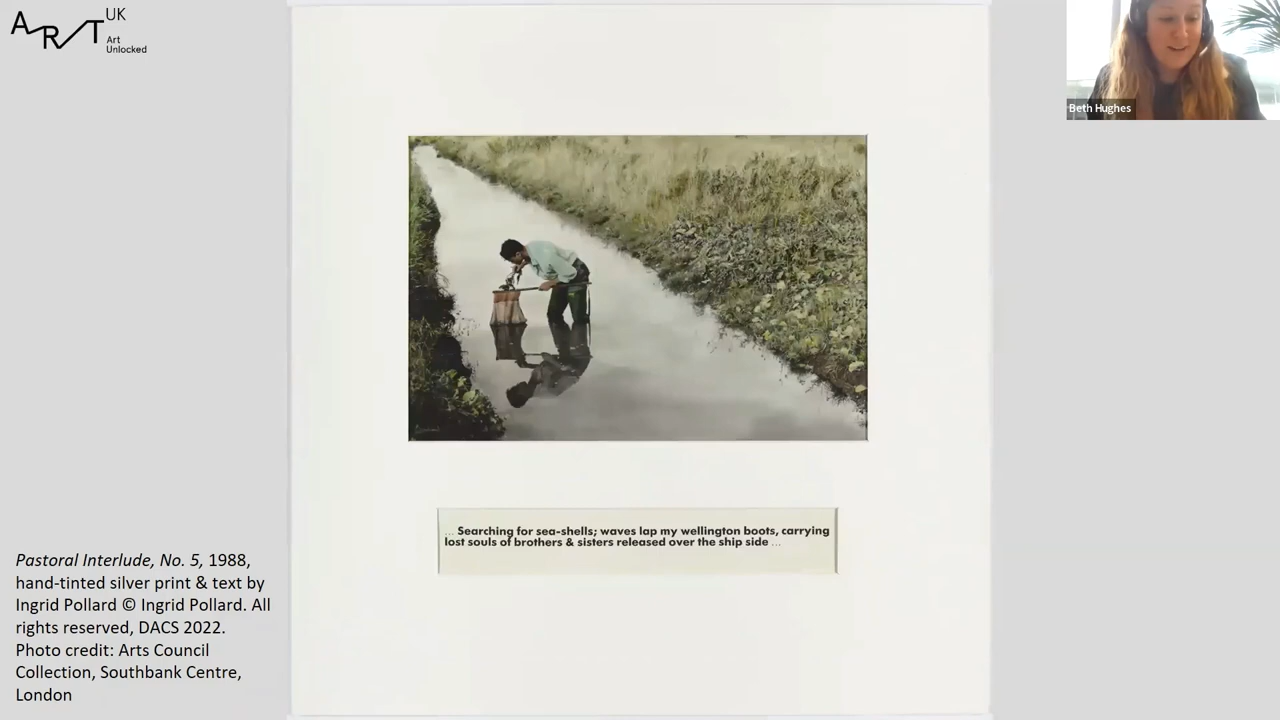 ART UK
Art
Unlocked
Beth Hughes
... Searching for sea-shells; waves lap my wellington boots, carrying
lost souls of brothers & sisters released over the ship side ...
Pastoral Interlude, No. 5, 1988,
hand-tinted silver print & text by
Ingrid Pollard © Ingrid Pollard. All
rights reserved, DACS 2022.
Photo credit: Arts Council
Collection, Southbank Centre,
London